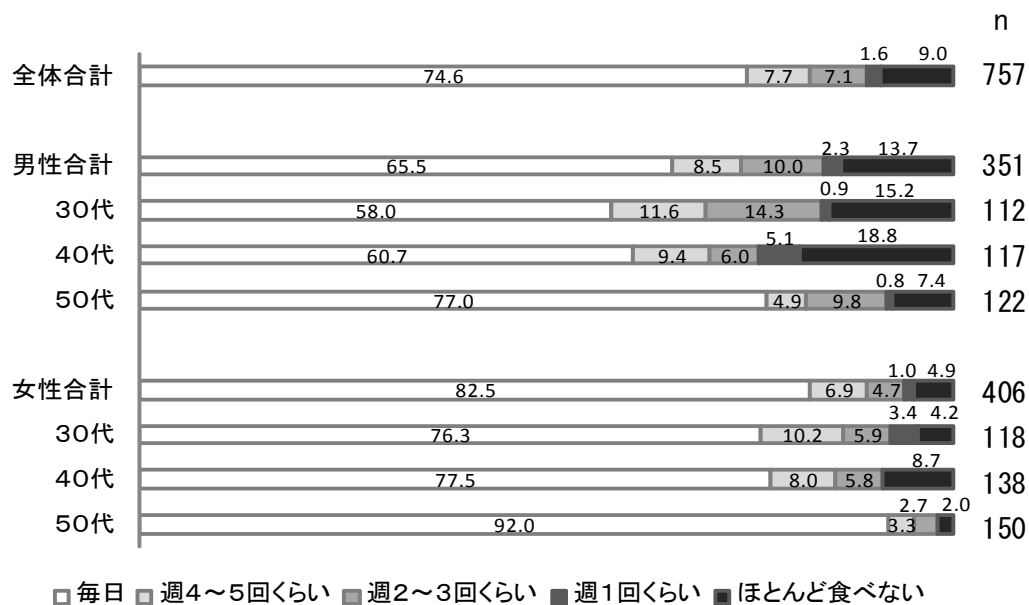 n
1.6 9.0
全体合計 74.6 7.7 7.1 757
2.3 13.7
男性合計 65.5 8.5 10.0 351
0.9 15.2
30代 58.0 11.6 14.3 112
5.1 18.8
40代 60.7 9.4 6.0 117
0.8 7.4
50代 77.0 4.9 9.8 122
1.0 4.9
女性合計 82.5 6.9 4.7 406
3.4 4.2
30代 76.3 10.2 5.9 118
8.7
40代 77.5 8.0 5.8 138
2.7 2.0
50代 92.0 3.3 150
毎日 週4～5回くらい 週2～3回くらい 週1回くらい ほとんど食べない